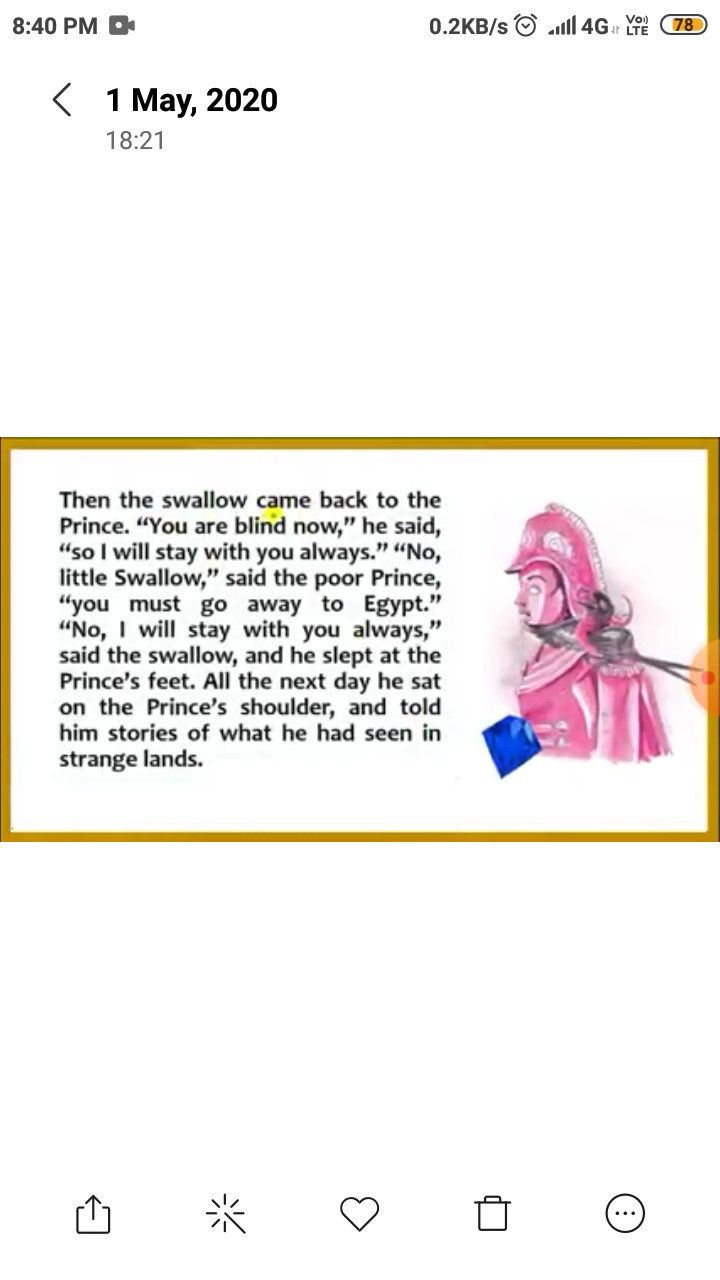 8:40 PM
0.2KB/s 4G Vo)) LTE 78
1 May, 2020
18:21
Then the swallow came back to the
Prince. “You are blind now,” he said,
“so I will stay with you always.” “No,
little Swallow,” said the poor Prince,
“you must go away to Egypt.”
“No, I will stay with you always,”
said the swallow, and he slept at the
Prince’s feet. All the next day he sat
on the Prince’s shoulder, and told
him stories of what he had seen in
strange lands.